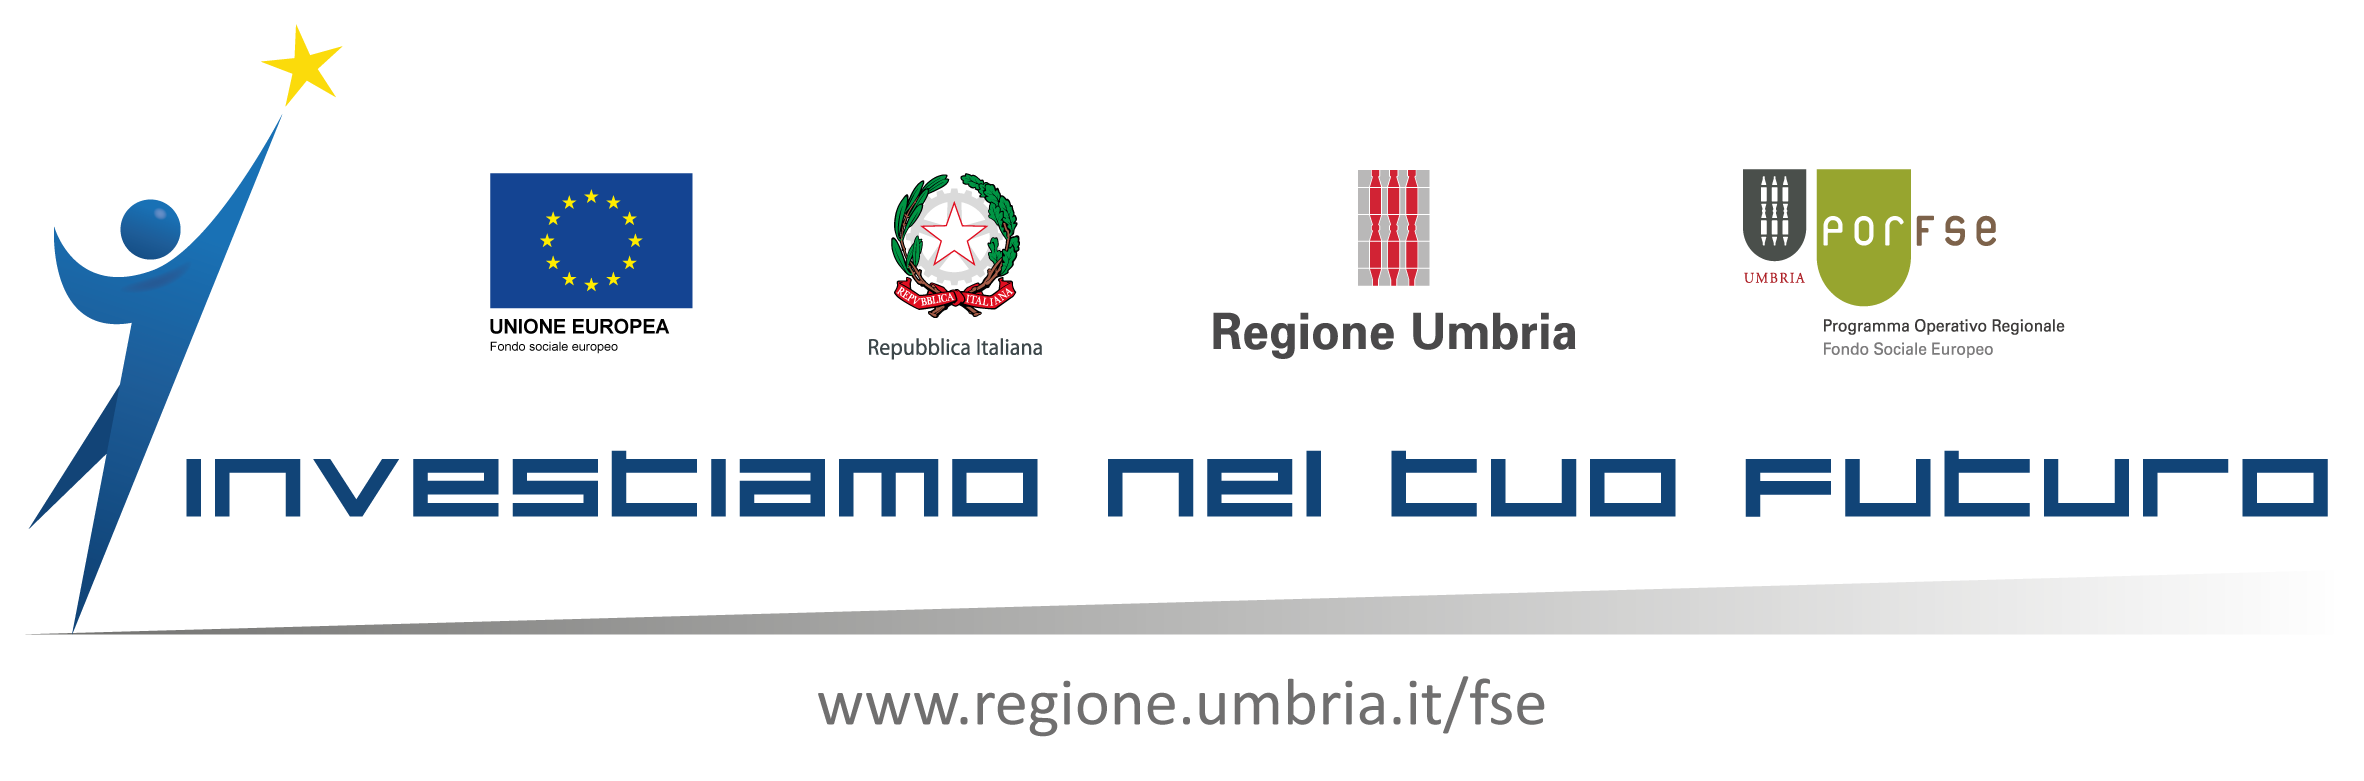 UNIONE EUROPEA
Fondo sociale europeo
REPVBBLICA ITALIANA
Repubblica Italiana
Regione Umbria
UMBRIA
porFse
Programma Operativo Regionale
Fondo Sociale Europeo
investiamo nel tuo futuro
www.regione.umbria.it/fse